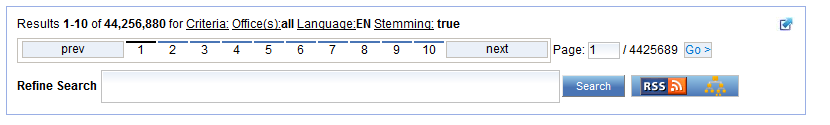 Results 1-10 of 44,256,880 for Criteria: Office(s):all Language:EN Stemming: true
prev 1 2 3 4 5 6 7 8 9 10 next Page: 1 / 4425689 Go >
Refine Search Search RSS